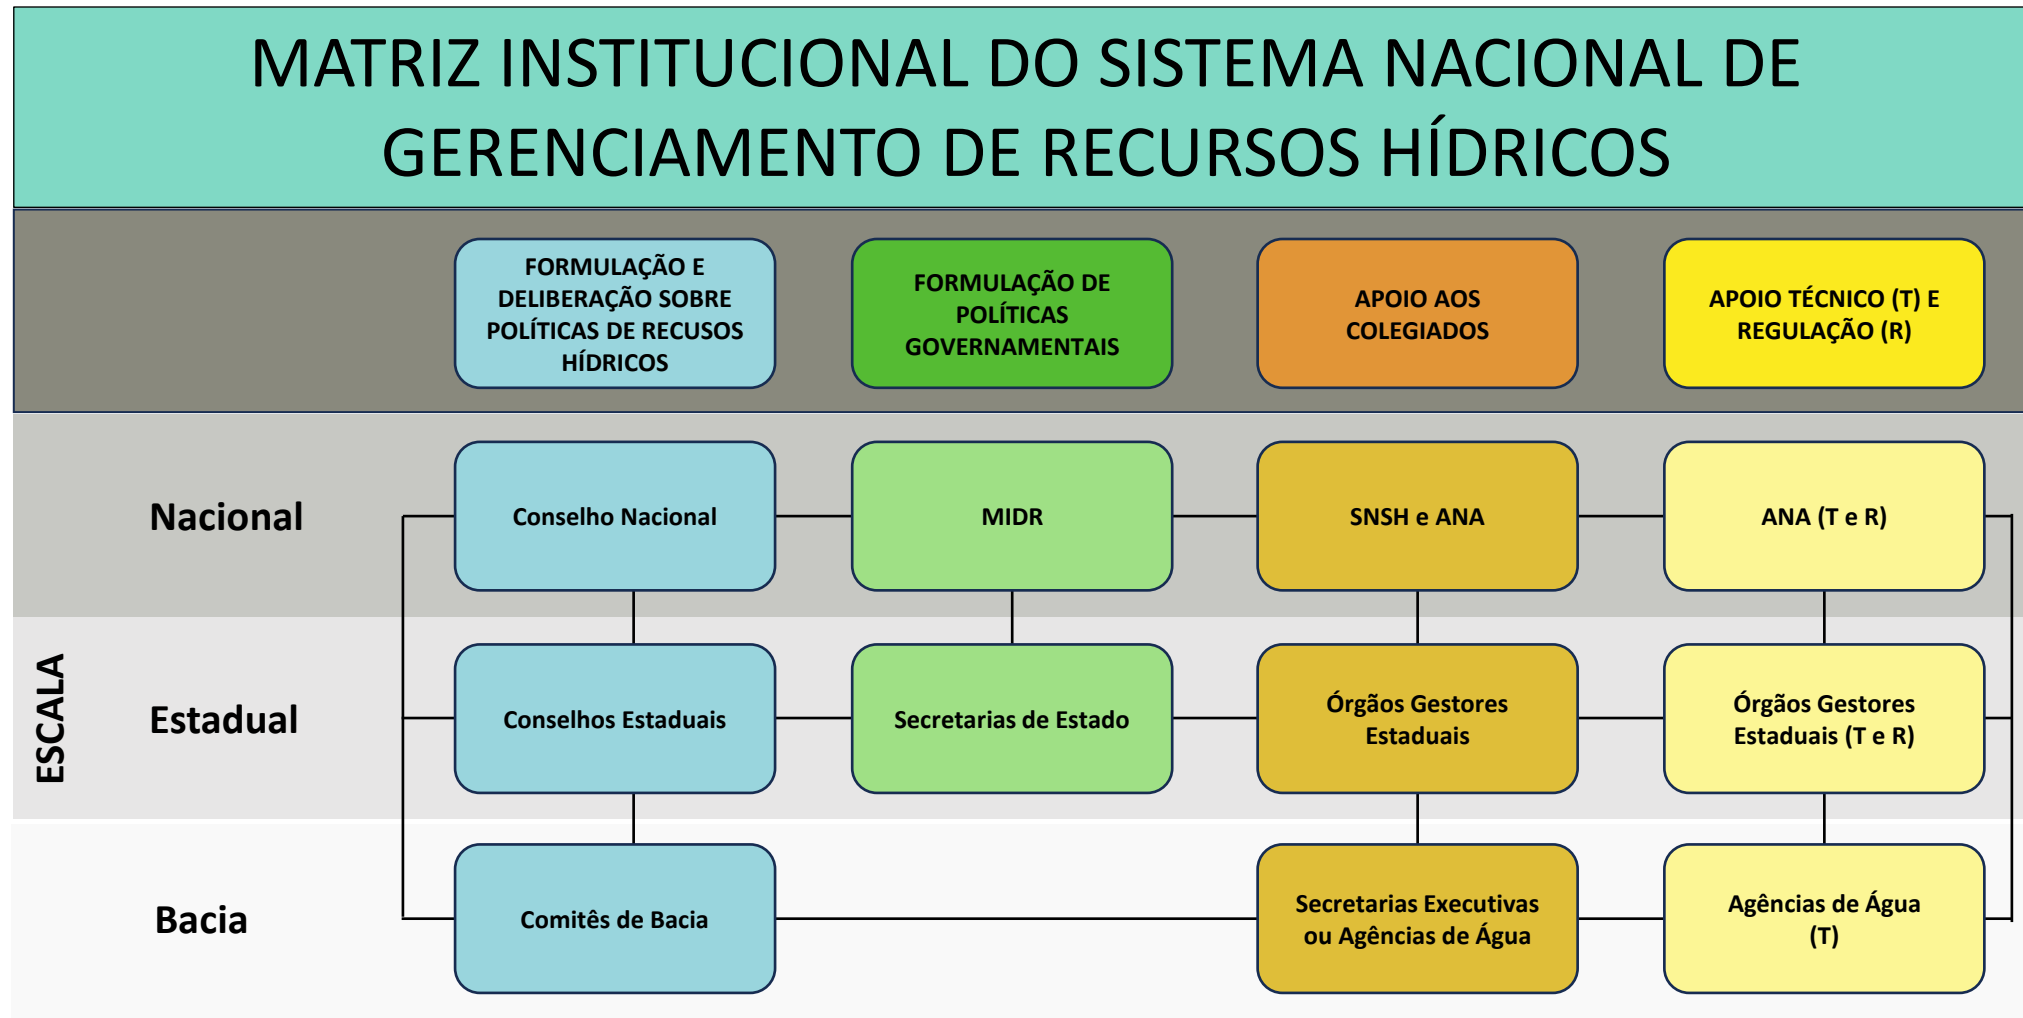 MATRIZ INSTITUCIONAL DO SISTEMA NACIONAL DE
GERENCIAMENTO DE RECURSOS HÍDRICOS
FORMULAÇÃO E
DELIBERAÇÃO SOBRE
POLÍTICAS DE RECUSOS
HÍDRICOS
FORMULAÇÃO DE
POLÍTICAS
GOVERNAMENTAIS
APOIO AOS
COLEGIADOS
APOIO TÉCNICO (T) E
REGULAÇÃO (R)
ESCALA
Nacional
Conselho Nacional
MIDR
SNSH e ANA
ANA (T e R)
Estadual
Conselhos Estaduais
Secretarias de Estado
Órgãos Gestores
Estaduais
Órgãos Gestores
Estaduais (T e R)
Bacia
Comitês de Bacia
Secretarias Executivas
ou Agências de Água
Agências de Água
(T)